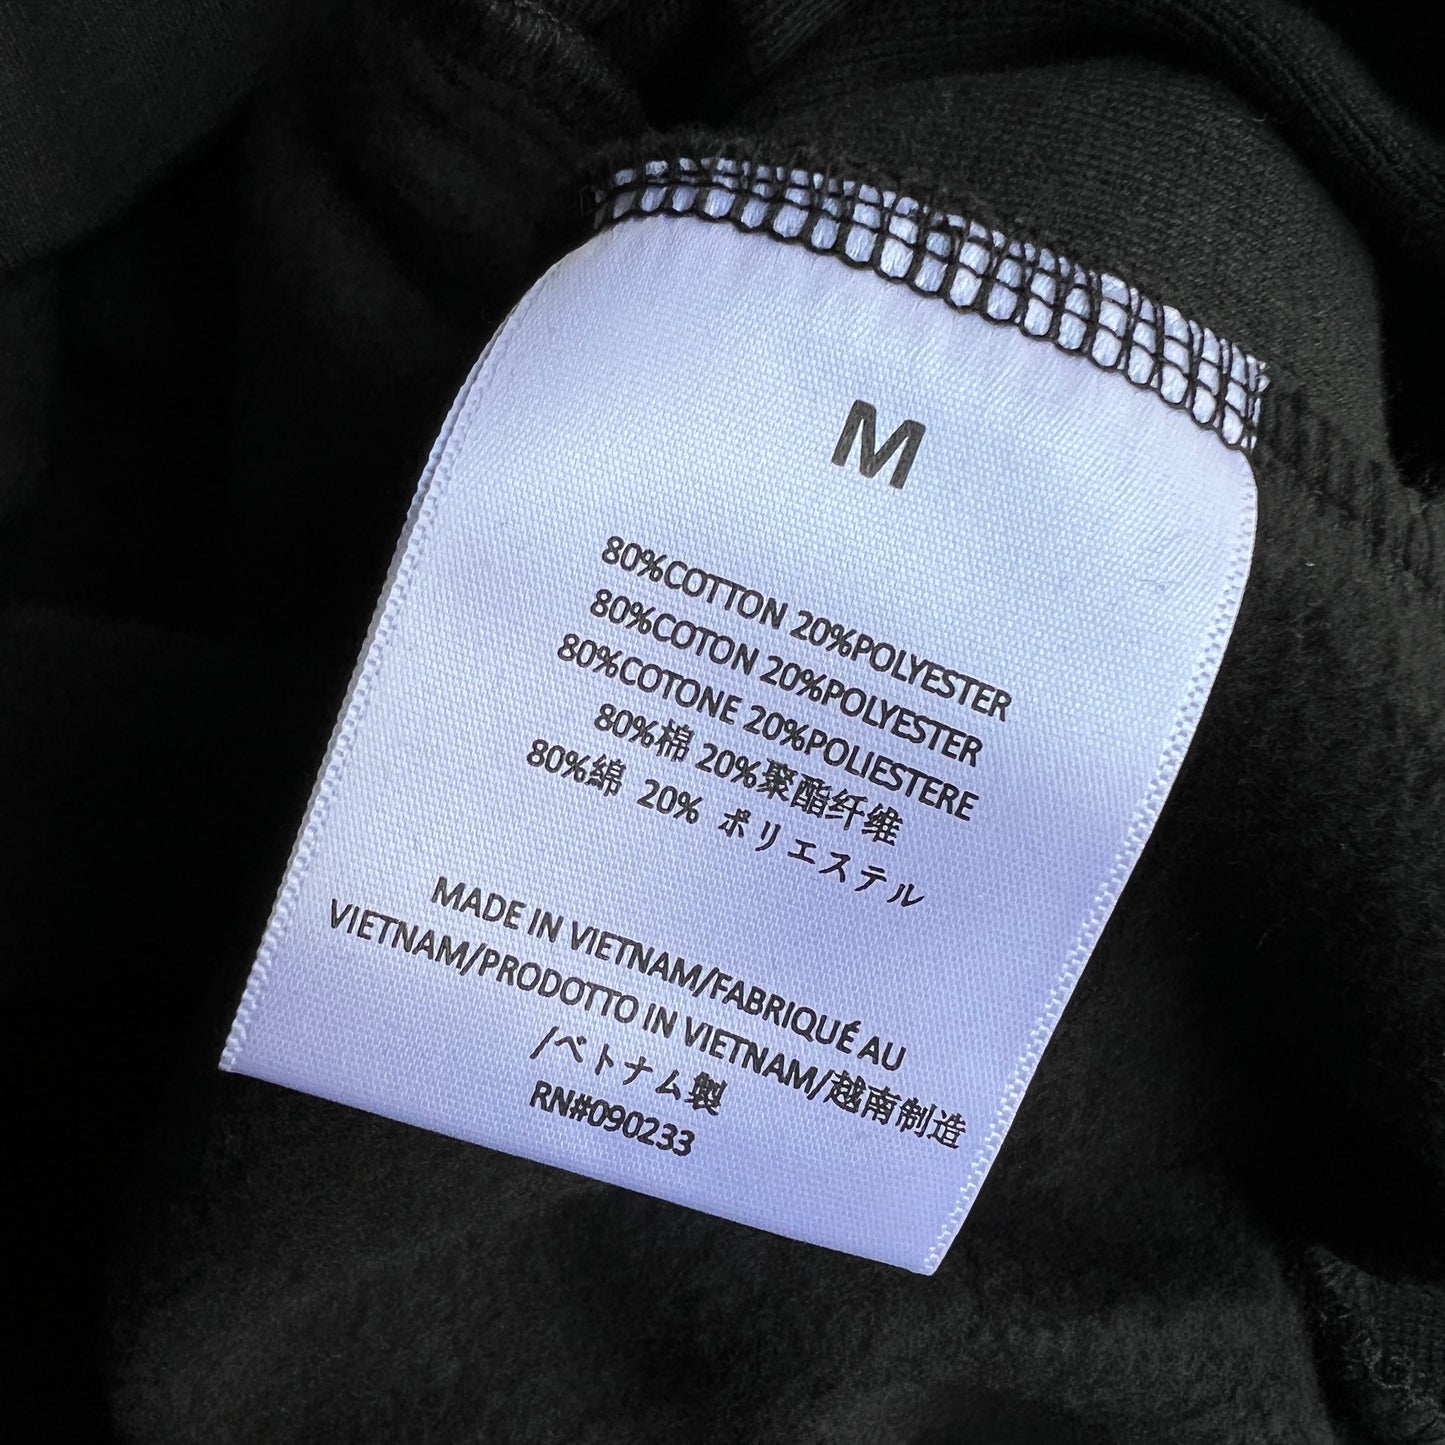 M
80%COTTON 20%POLYESTER
80%COTON 20%POLYESTER
80%COTONE 20%POLIESTERE
80%棉 20%聚酯纤维
80%綿 20% ポリエステル
MADE IN VIETNAM/FABRIQUÉ AU
VIETNAM/PRODOTTO IN VIETNAM/越南制造
/ベトナム製
RN#090233